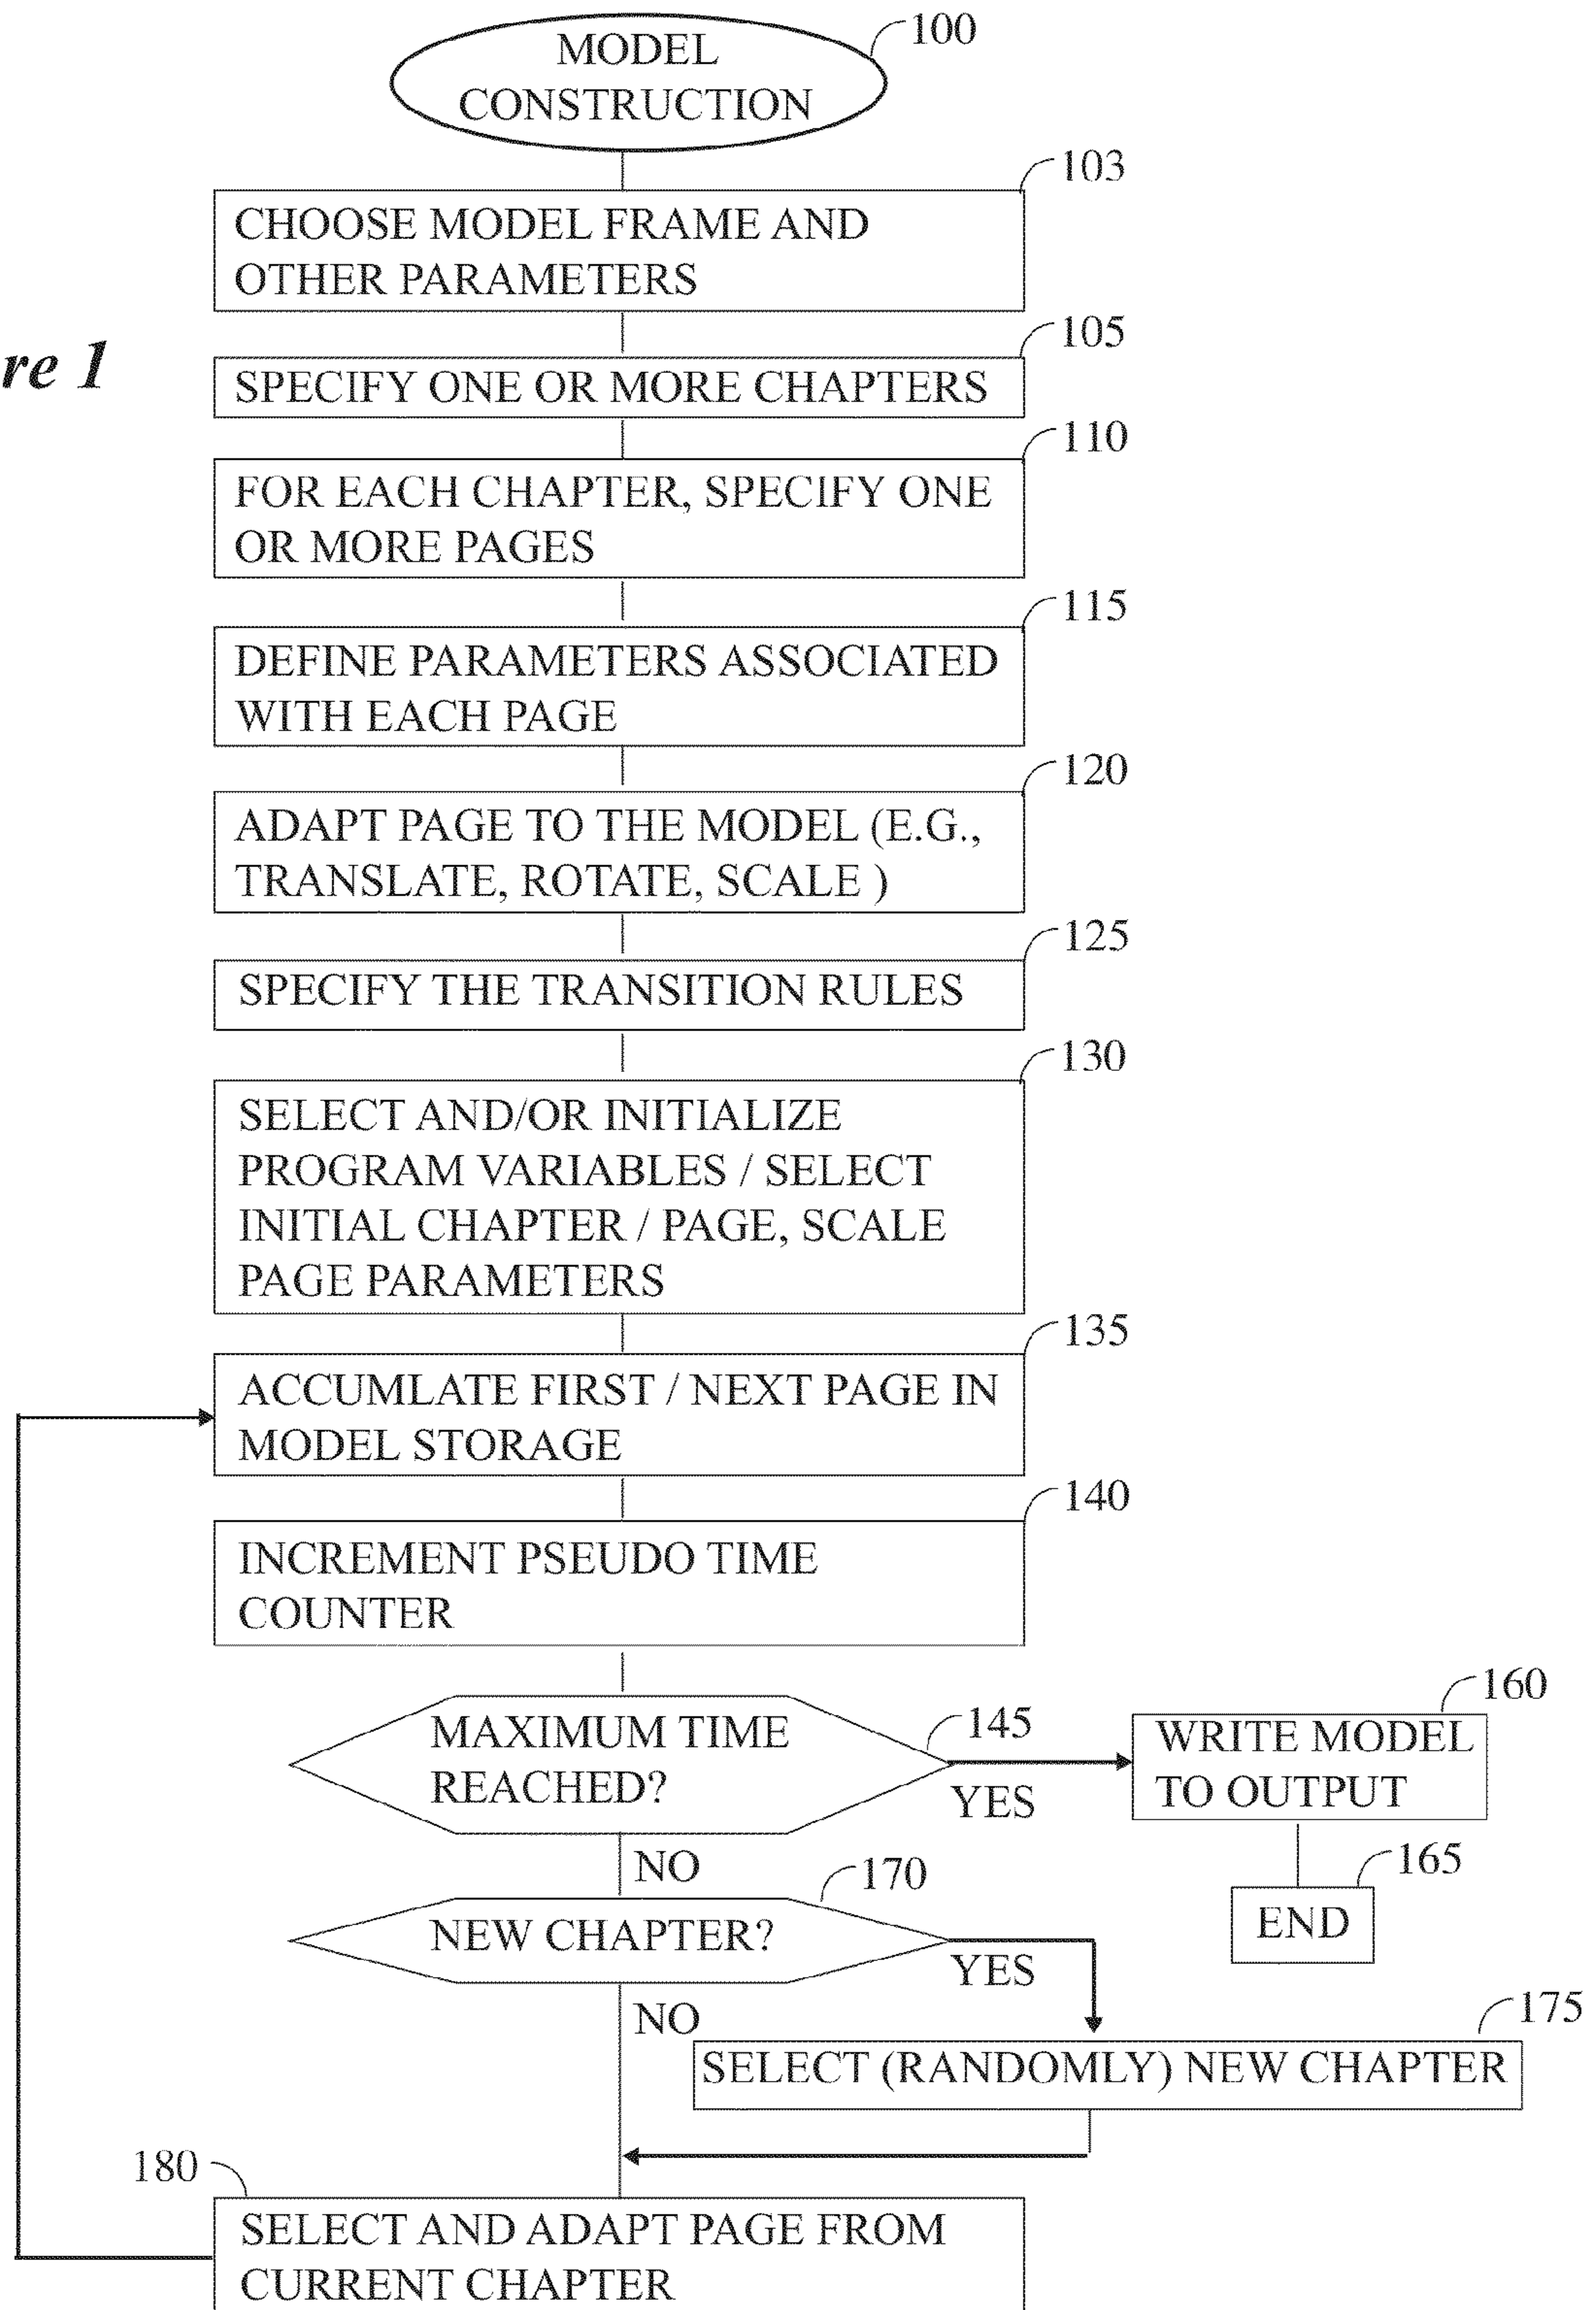 MODEL
CONSTRUCTION
100
103
CHOOSE MODEL FRAME AND
OTHER PARAMETERS
re 1
105
SPECIFY ONE OR MORE CHAPTERS
110
FOR EACH CHAPTER, SPECIFY ONE
OR MORE PAGES
115
DEFINE PARAMETERS ASSOCIATED
WITH EACH PAGE
120
ADAPT PAGE TO THE MODEL (E.G.,
TRANSLATE, ROTATE, SCALE )
125
SPECIFY THE TRANSITION RULES
130
SELECT AND/OR INITIALIZE
PROGRAM VARIABLES / SELECT
INITIAL CHAPTER / PAGE, SCALE
PAGE PARAMETERS
135
ACCUMLATE FIRST / NEXT PAGE IN
MODEL STORAGE
140
INCREMENT PSEUDO TIME
COUNTER
MAXIMUM TIME
REACHED?
145
YES
160
WRITE MODEL
TO OUTPUT
NO
165
END
170
NEW CHAPTER?
YES
NO
175
SELECT (RANDOMLY) NEW CHAPTER
180
SELECT AND ADAPT PAGE FROM
CURRENT CHAPTER